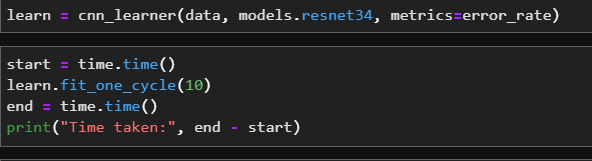 learn = cnn_learner(data, models.resnet34, metrics=error_rate)
start = time.time()
learn.fit_one_cycle(10)
end = time.time()
print("Time taken:", end - start)